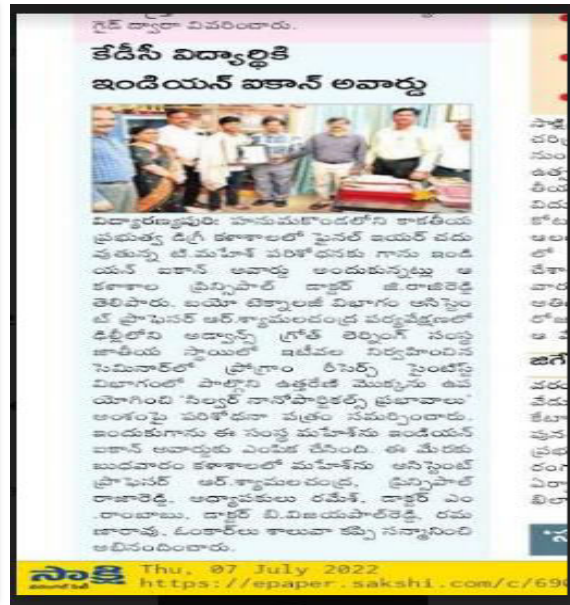 గైడ్ ద్వారా వివరించారు.
కేడీసీ విద్యార్థికి
ఇండియన్ ఐకాన్ అవార్డు
విద్యారణ్యపురి: హనుమకొండలోని కాకతీయ
ప్రభుత్వ డిగ్రీ కళాశాలలో ఫైనల్ ఇయర్ చదు
వుతున్న టి.మహేశ్ పరిశోధనకు గాను ఇండి
యన్ ఐకాన్ అవార్డు అందుకున్నట్లు ఆ
కళాశాల ప్రిన్సిపాల్ డాక్టర్ జి.రాజిరెడ్డి
తెలిపారు. బయో టెక్నాలజీ విభాగం అసిస్టెం
ట్ ప్రొఫెసర్ ఆర్.శ్యామలచంద్ర పర్యవేక్షణలో
ఢిల్లీలోని అడ్వాన్స్ గ్రోత్ లెర్నింగ్ సంస్థ
జాతీయ స్థాయిలో ఇటీవల నిర్వహించిన
సెమినార్‌లో ప్రోగ్రాం రీసెర్చ్ సైంటిస్ట్
విభాగంలో పాల్గొని ఉత్తరేణి మొక్కను ఉప
యోగించి 'సిల్వర్ నానోపార్టికల్స్ ప్రభావాలు'
అంశంపై పరిశోధనా పత్రం సమర్పించారు.
ఇందుకుగాను ఈ సంస్థ మహేశ్‌ను ఇండియన్
ఐకాన్ అవార్డుకు ఎంపిక చేసింది. ఈ మేరకు
బుధవారం కళాశాలలో మహేశ్‌ను అసిస్టెంట్
ప్రొఫెసర్ ఆర్.శ్యామలచంద్ర, ప్రిన్సిపాల్
రాజారెడ్డి, అధ్యాపకులు రమేశ్, డాక్టర్ ఎం
.రాంబాబు, డాక్టర్ బి.విజయపాల్‌రెడ్డి, రమ
ణారావు, ఓంకార్‌లు శాలువా కప్పి సన్మానించి
అభినందించారు.
సాక్షి
Thu, 07 July 2022
https://epaper.sakshi.com/c/690